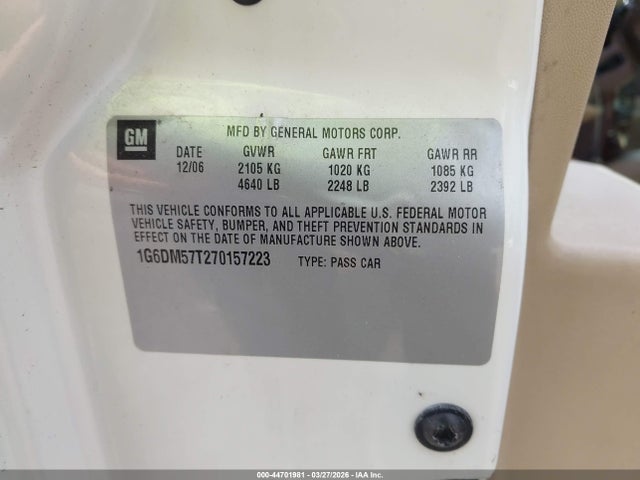 GM
MFD BY GENERAL MOTORS CORP.
DATE GVWR GAWR FRT GAWR RR
12/06 2105 KG 1020 KG 1085 KG
4640 LB 2248 LB 2392 LB
THIS VEHICLE CONFORMS TO ALL APPLICABLE U.S. FEDERAL MOTOR
VEHICLE SAFETY, BUMPER, AND THEFT PREVENTION STANDARDS IN
EFFECT ON THE DATE OF MANUFACTURE SHOWN ABOVE.
1G6DM57T270157223 TYPE: PASS CAR
000-44701981 | 03/27/2026 | IAA Inc.